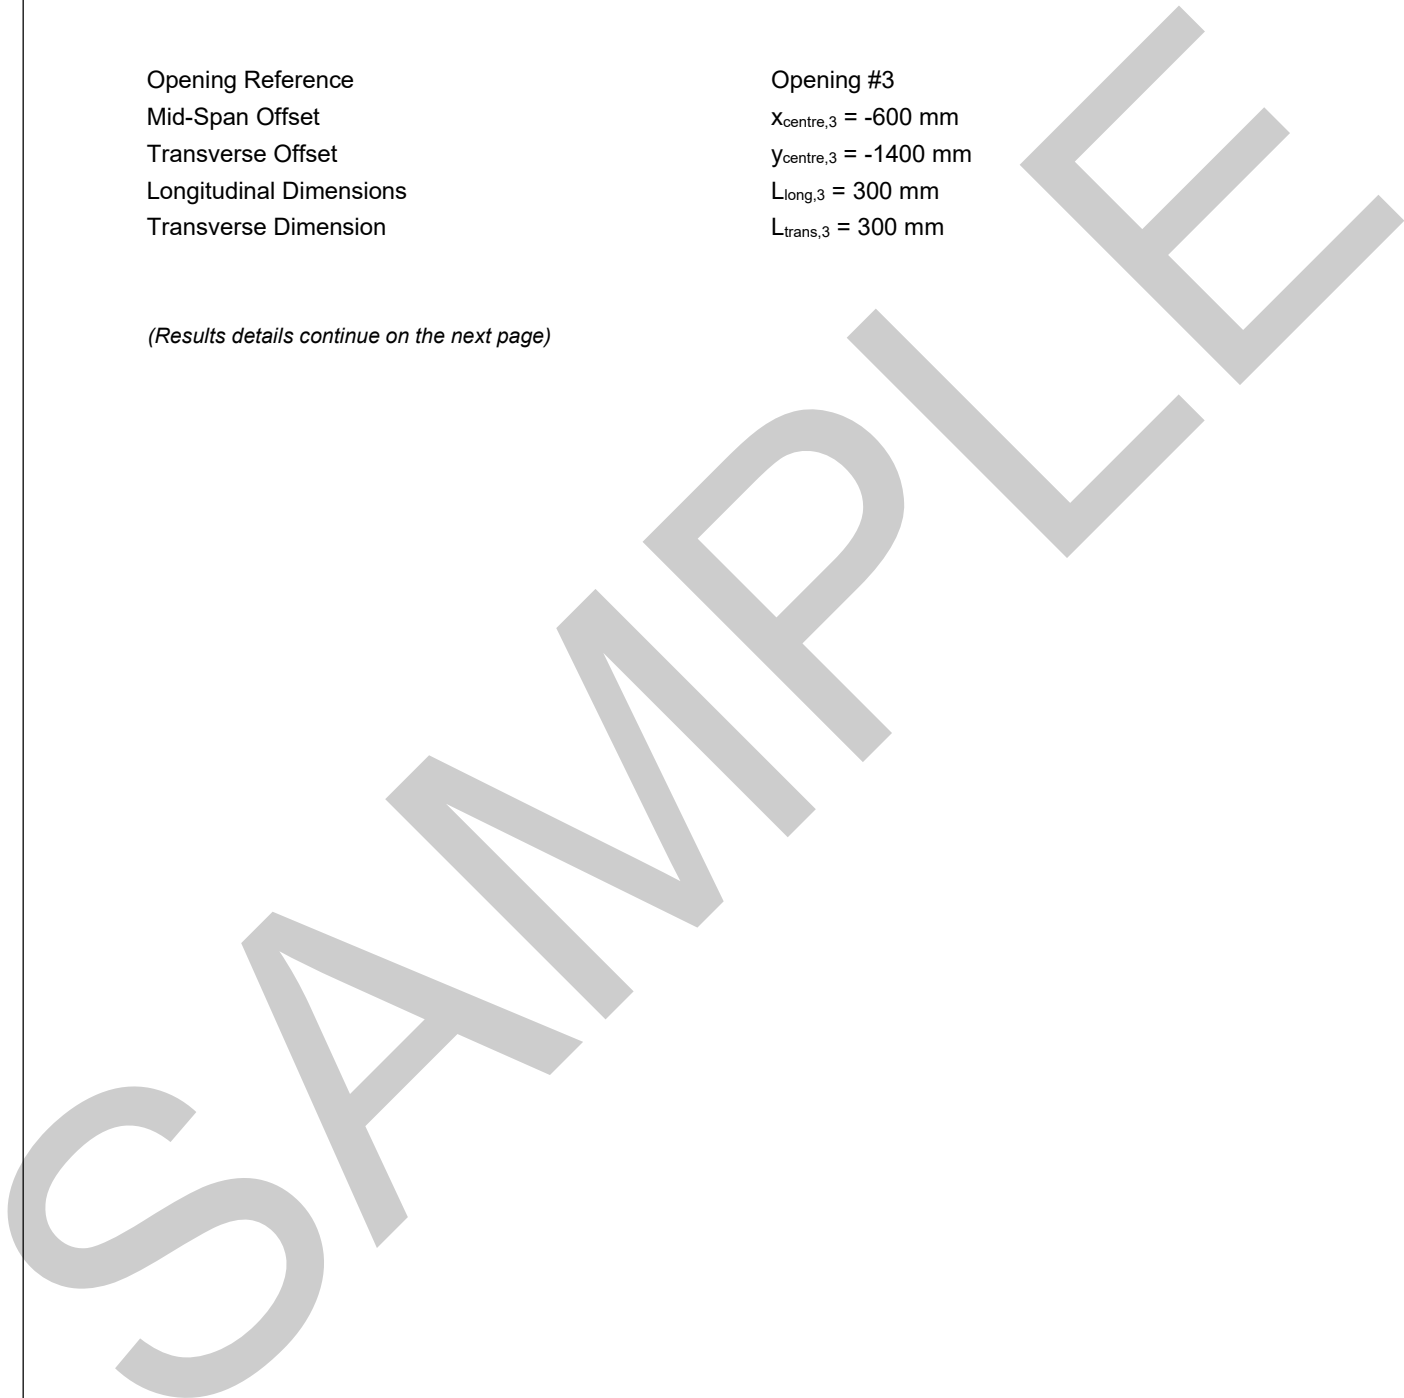 Opening Reference Opening #3
Mid-Span Offset xcentre,3 = -600 mm
Transverse Offset ycentre,3 = -1400 mm
Longitudinal Dimensions Llong,3 = 300 mm
Transverse Dimension Ltrans,3 = 300 mm
(Results details continue on the next page)
SAMPLE